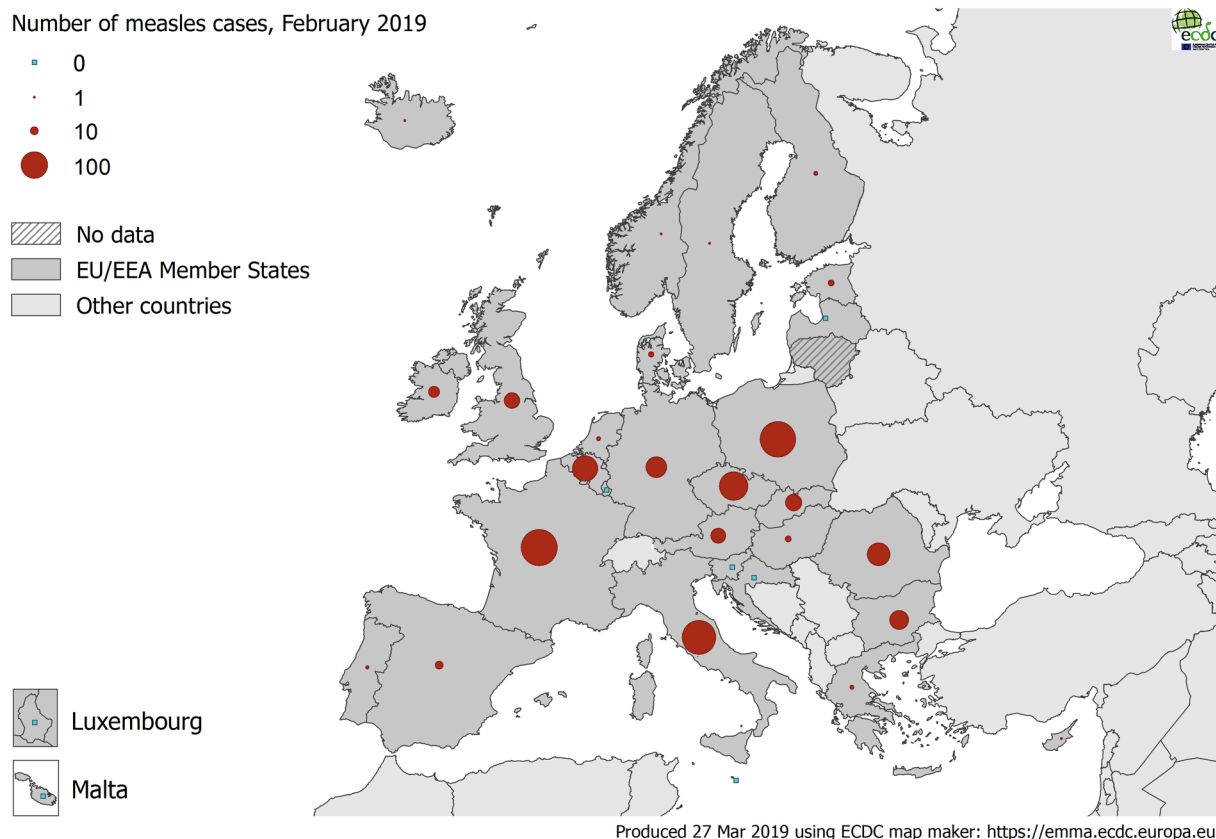 Number of measles cases, February 2019
0
1
10
100
No data
EU/EEA Member States
Other countries
Luxembourg
Malta
ecdc
Produced 27 Mar 2019 using ECDC map maker: https://emma.ecdc.europa.eu